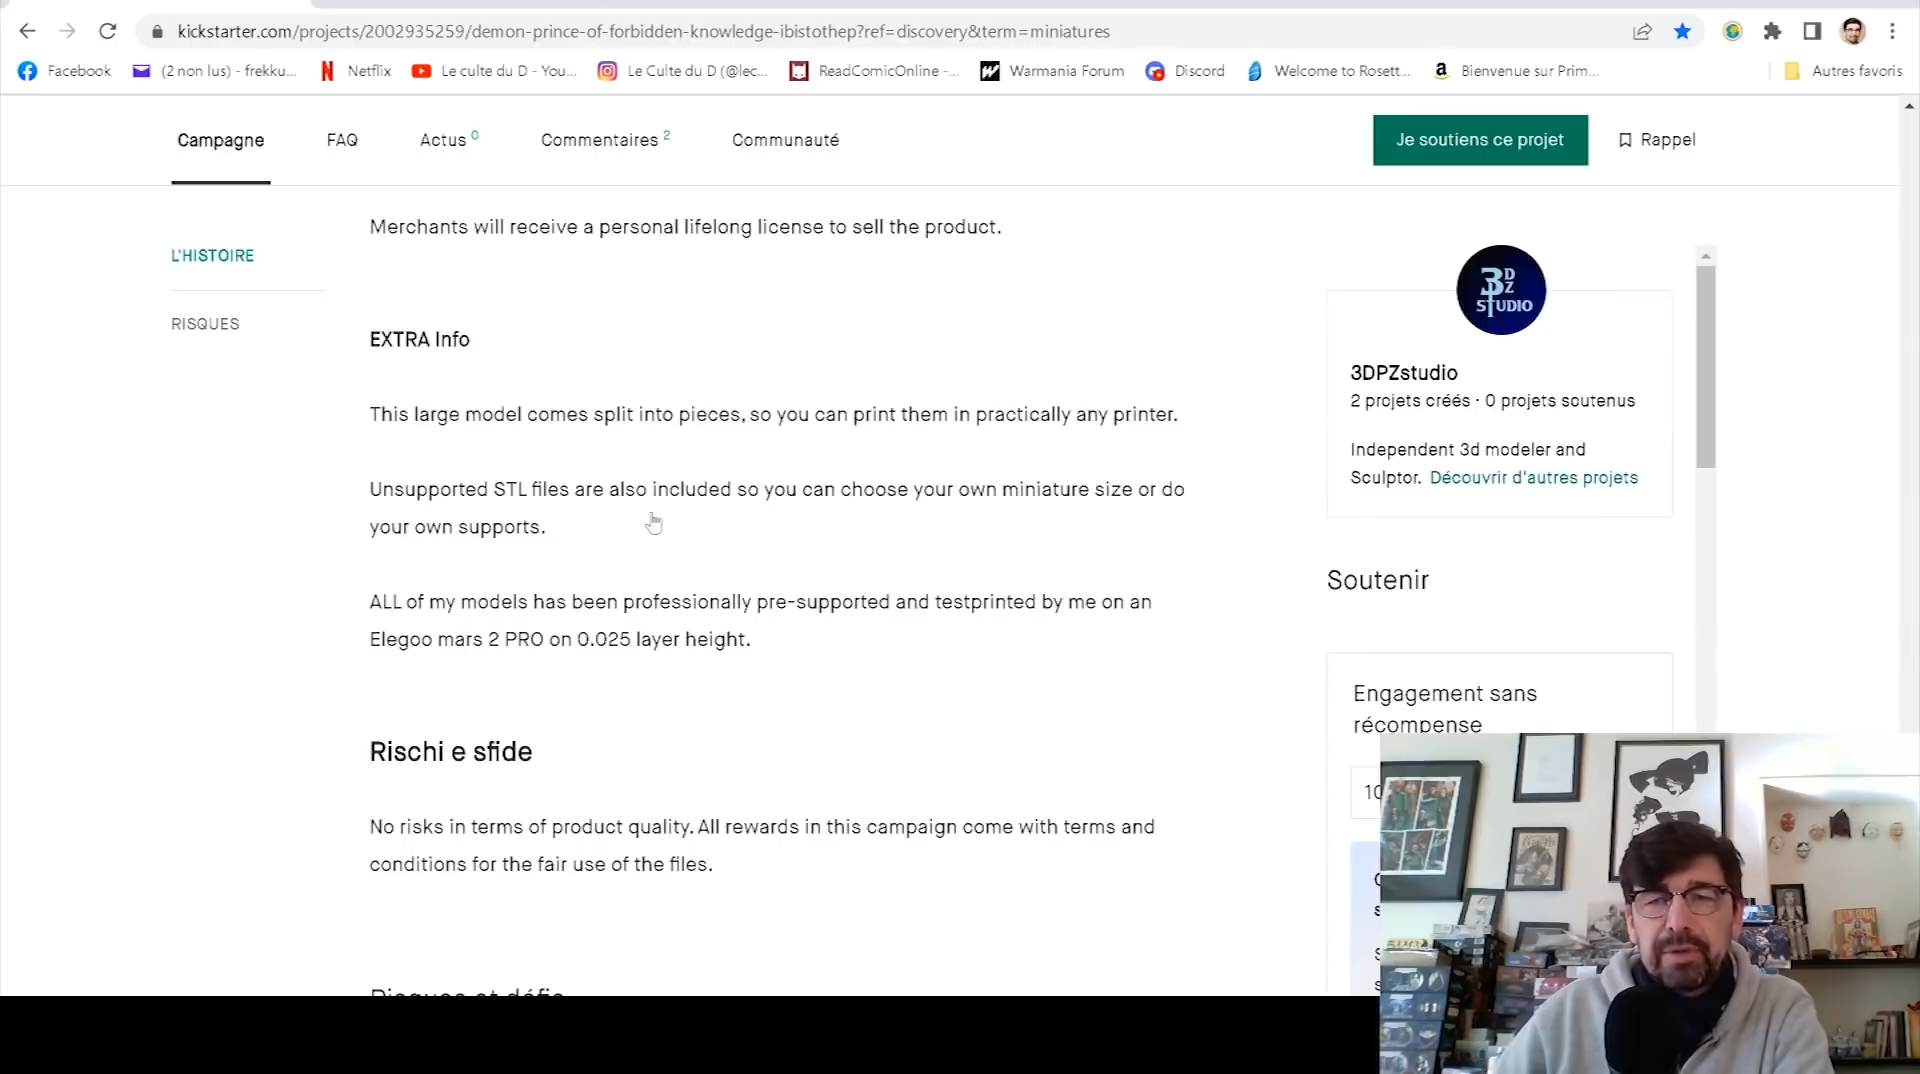 kickstarter.com/projects/2002935259/demon-prince-of-forbidden-knowledge-ibistothep?ref=discovery&term=miniatures
Facebook (2 non lus) - frekku... Netflix Le culte du D - You... Le Culte du D (@lec... ReadComicOnline -... Warmania Forum Discord Welcome to Rosett... Bienvenue sur Prim... Autres favoris
Campagne FAQ Actus 0 Commentaires 2 Communauté Je soutiens ce projet Rappel
Merchants will receive a personal lifelong license to sell the product.
L'HISTOIRE
RISQUES
EXTRA Info
This large model comes split into pieces, so you can print them in practically any printer.
Unsupported STL files are also included so you can choose your own miniature size or do
your own supports.
ALL of my models has been professionally pre-supported and testprinted by me on an
Elegoo mars 2 PRO on 0.025 layer height.
Rischi e sfide
No risks in terms of product quality. All rewards in this campaign come with terms and
conditions for the fair use of the files.
Risques et défis
3DPZ
STUDIO
3DPZstudio
2 projets créés · 0 projets soutenus
Independent 3d modeler and
Sculptor. Découvrir d'autres projets
Soutenir
Engagement sans
récompense
10